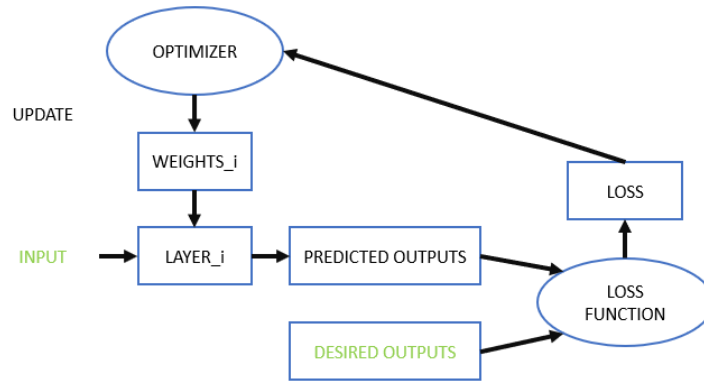 OPTIMIZER
UPDATE
WEIGHTS_i
LOSS
INPUT
LAYER_i
PREDICTED OUTPUTS
LOSS
FUNCTION
DESIRED OUTPUTS